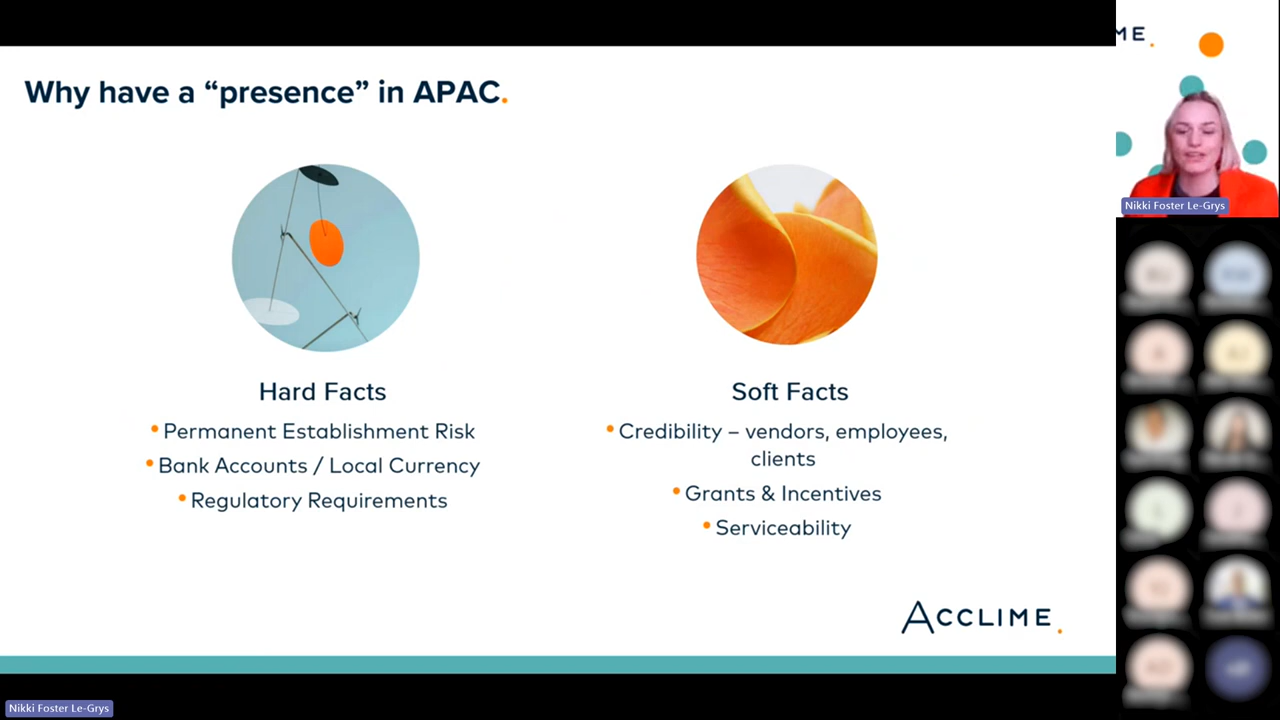 Why have a “presence” in APAC.
ME.
Nikki Foster Le-Grys
Hard Facts
• Permanent Establishment Risk
• Bank Accounts / Local Currency
• Regulatory Requirements
Soft Facts
• Credibility – vendors, employees,
clients
• Grants & Incentives
• Serviceability
ACCLIME.
Nikki Foster Le-Grys